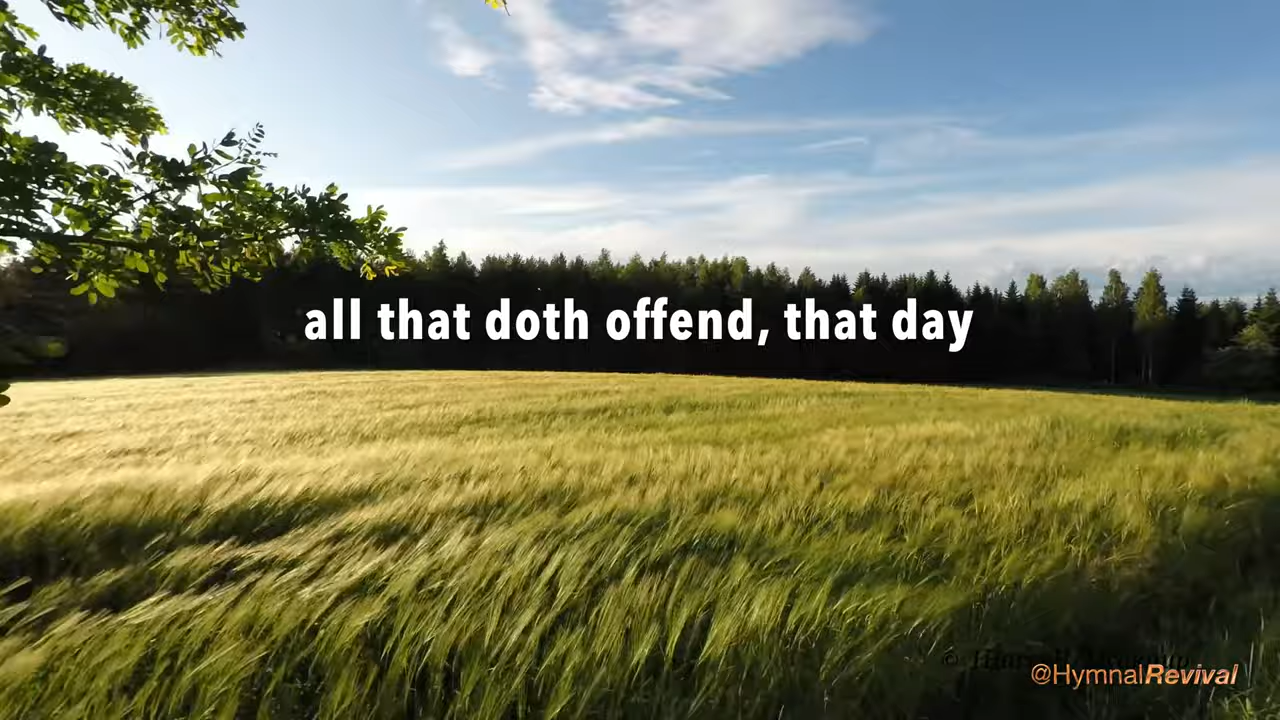 all that doth offend, that day
@HymnalRevival